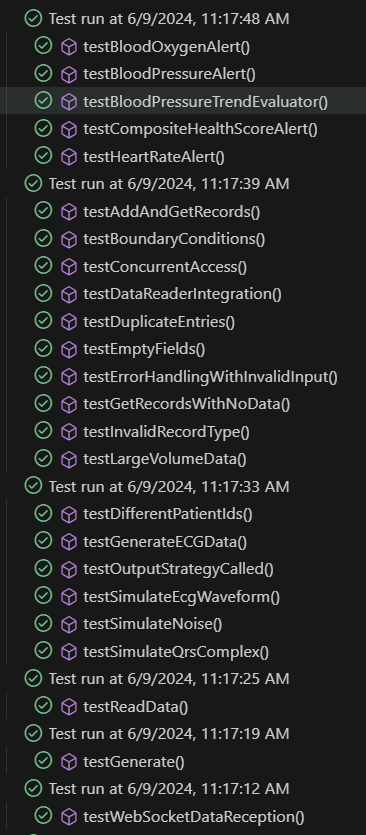 Test run at 6/9/2024, 11:17:48 AM
testBloodOxygenAlert()
testBloodPressureAlert()
testBloodPressureTrendEvaluator()
testCompositeHealthScoreAlert()
testHeartRateAlert()
Test run at 6/9/2024, 11:17:39 AM
testAddAndGetRecords()
testBoundaryConditions()
testConcurrentAccess()
testDataReaderIntegration()
testDuplicateEntries()
testEmptyFields()
testErrorHandlingWithInvalidInput()
testGetRecordsWithNoData()
testInvalidRecordType()
testLargeVolumeData()
Test run at 6/9/2024, 11:17:33 AM
testDifferentPatientIds()
testGenerateECGData()
testOutputStrategyCalled()
testSimulateEcgWaveform()
testSimulateNoise()
testSimulateQrsComplex()
Test run at 6/9/2024, 11:17:25 AM
testReadData()
Test run at 6/9/2024, 11:17:19 AM
testGenerate()
Test run at 6/9/2024, 11:17:12 AM
testWebSocketDataReception()